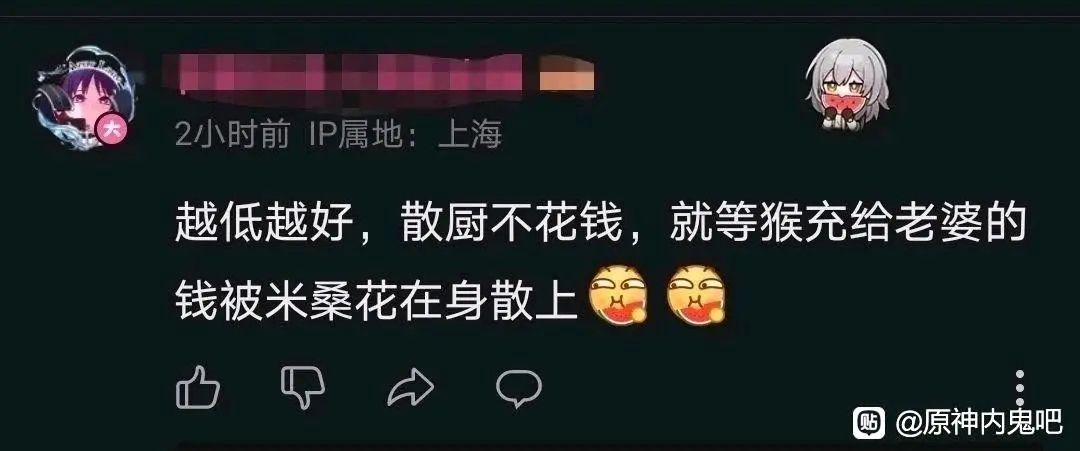 2小时前 IP属地：上海
越低越好，散厨不花钱，就等猴充给老婆的
钱被米桑花在身散上
大
贴 @原神内鬼吧